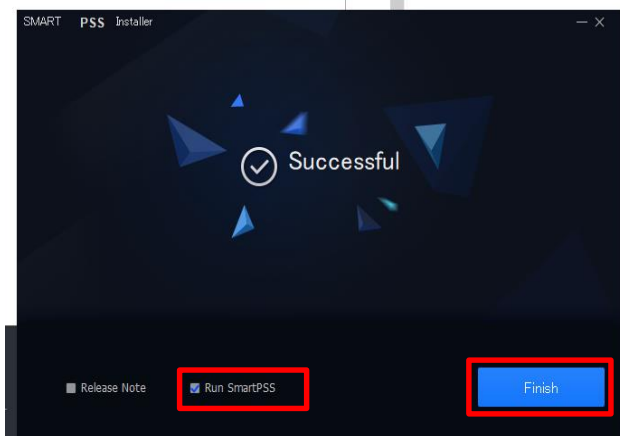 SMART PSS Installer
Successful
Release Note
Run SmartPSS
Finish